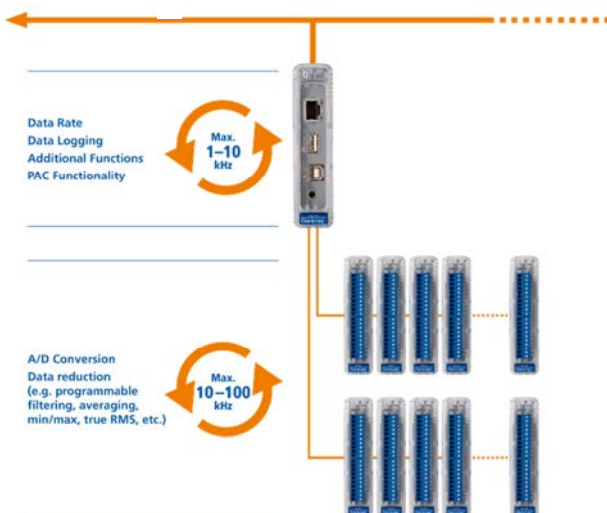 Data Rate
Data Logging
Additional Functions
PAC Functionality
Max.
1–10
kHz
A/D Conversion
Data reduction
(e.g. programmable
filtering, averaging,
min/max, true RMS, etc.)
Max.
10–100
kHz